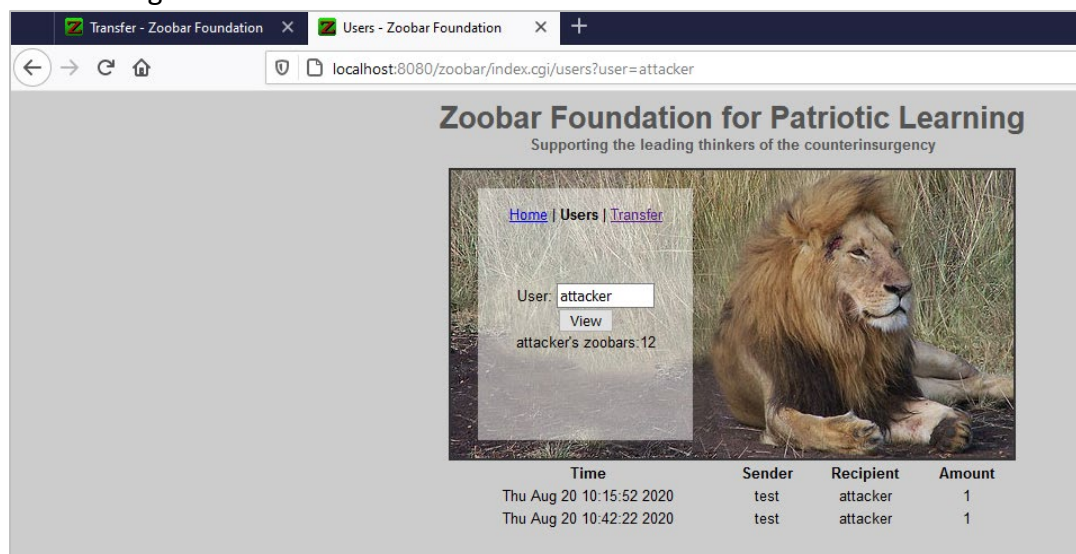 Transfer - Zoobar Foundation
Users - Zoobar Foundation
localhost:8080/zoobar/index.cgi/users?user=attacker
Zoobar Foundation for Patriotic Learning
Supporting the leading thinkers of the counterinsurgency
Home | Users | Transfer
User: attacker
View
attacker's zoobars:12
Time Sender Recipient Amount
Thu Aug 20 10:15:52 2020 test attacker 1
Thu Aug 20 10:42:22 2020 test attacker 1